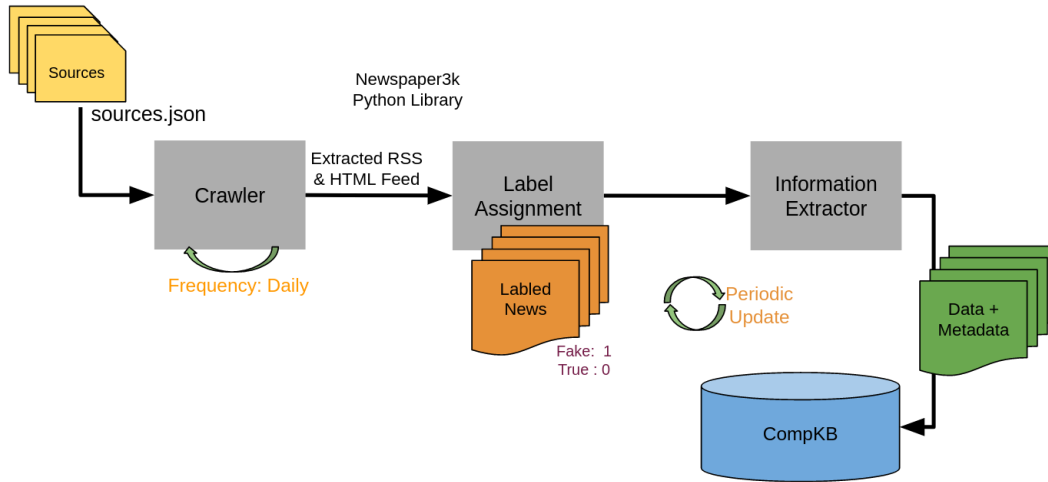 Sources
sources.json
Newspaper3k
Python Library
Crawler
Extracted RSS
& HTML Feed
Label
Assignment
Information
Extractor
Frequency: Daily
Labled
News
Fake: 1
True : 0
Periodic
Update
Data +
Metadata
CompKB